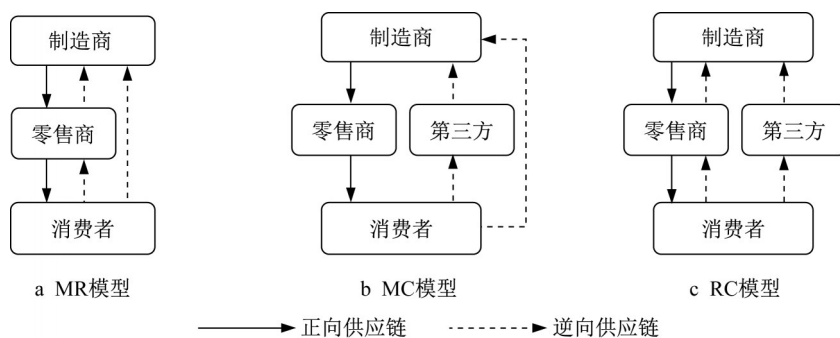 制造商
零售商
消费者
a MR模型
制造商
零售商
第三方
消费者
b MC模型
制造商
零售商
第三方
消费者
c RC模型
正向供应链
逆向供应链